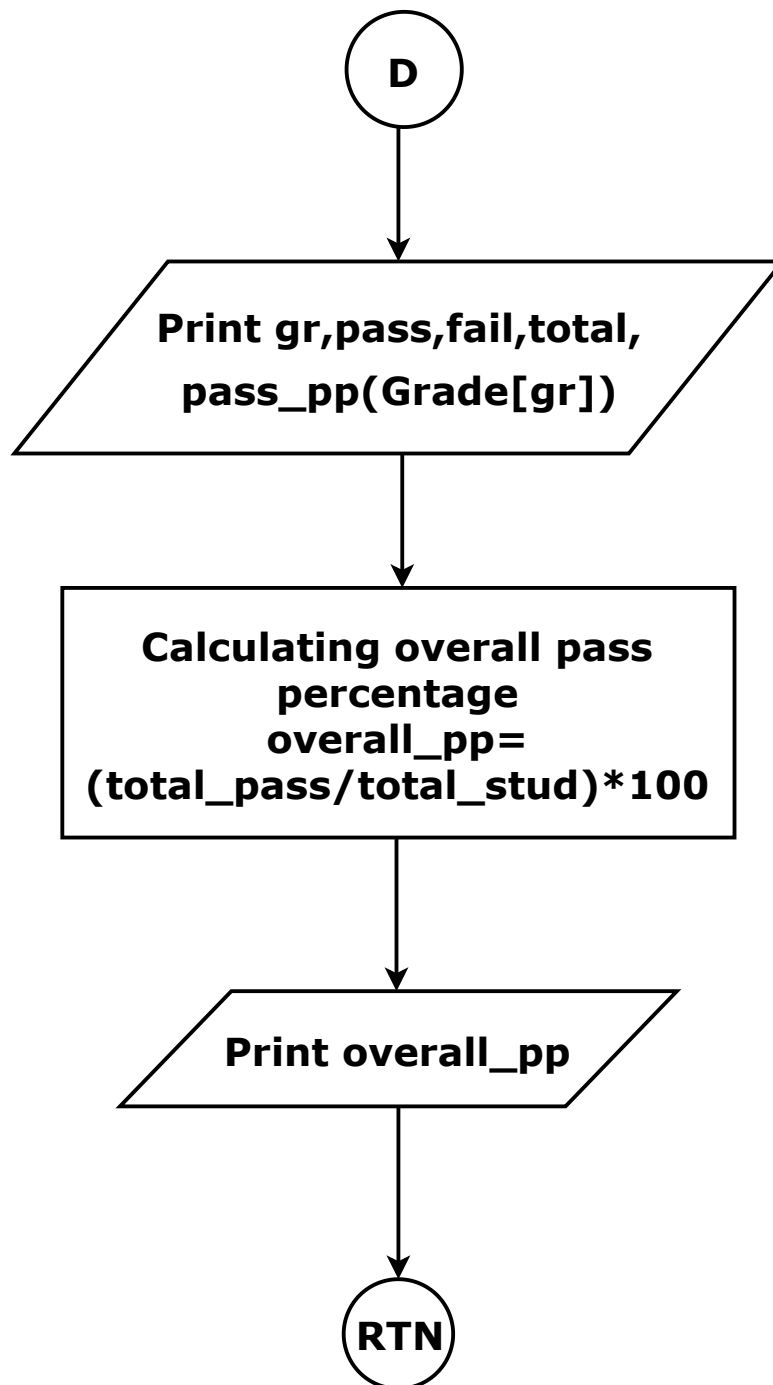 D
Print gr,pass,fail,total,
pass_pp(Grade[gr])
Calculating overall pass
percentage
overall_pp=
(total_pass/total_stud)*100
Print overall_pp
RTN